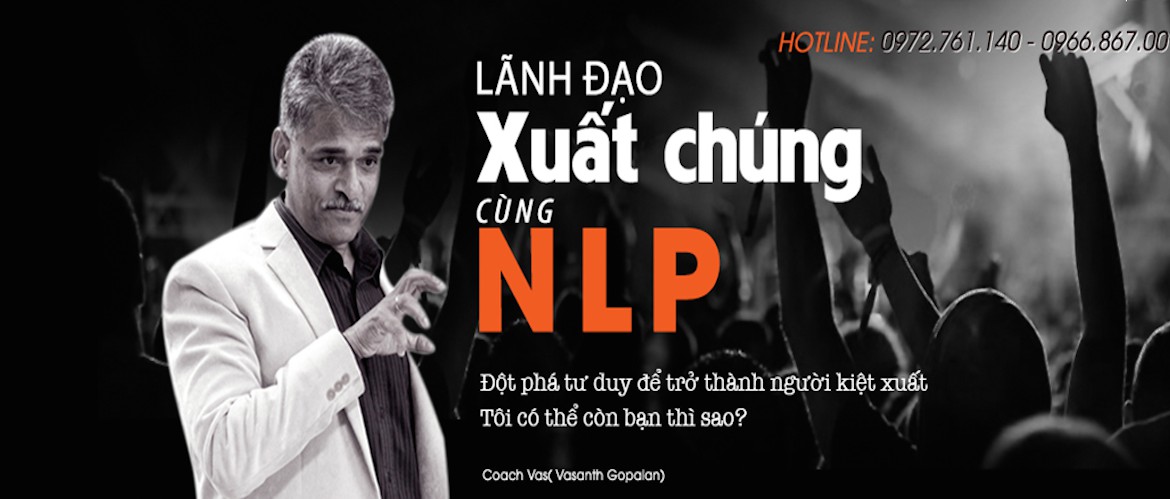 HOTLINE: 0972.761.140 - 0966.867.00
LÃNH ĐẠO
Xuất chúng
CÙNG
NLP
Đột phá tư duy để trở thành người kiệt xuất
Tôi có thể còn bạn thì sao?
Coach Vas( Vasanth Gopalan)